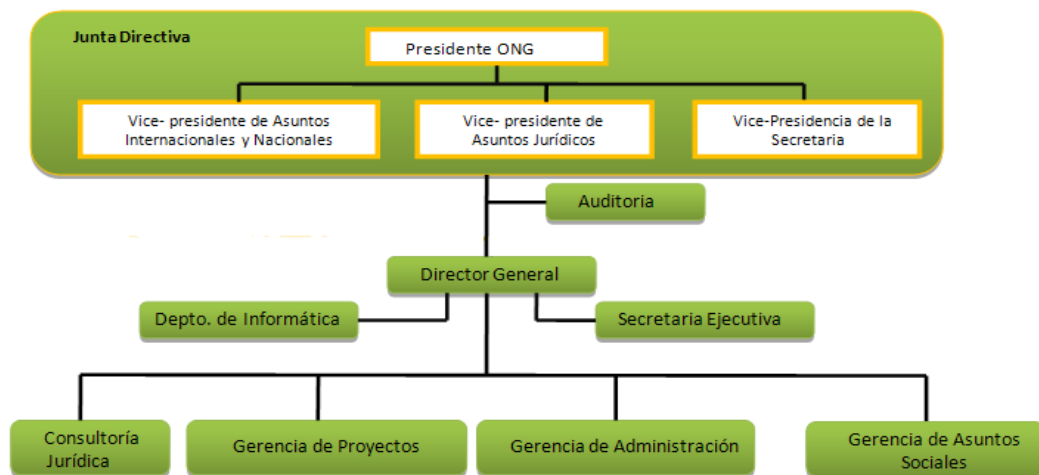 Junta Directiva
Presidente ONG
Vice- presidente de Asuntos
Internacionales y Nacionales
Vice- presidente de
Asuntos Jurídicos
Vice-Presidencia de la
Secretaria
Auditoria
Director General
Depto. de Informática
Secretaria Ejecutiva
Consultoría
Jurídica
Gerencia de Proyectos
Gerencia de Administración
Gerencia de Asuntos
Sociales